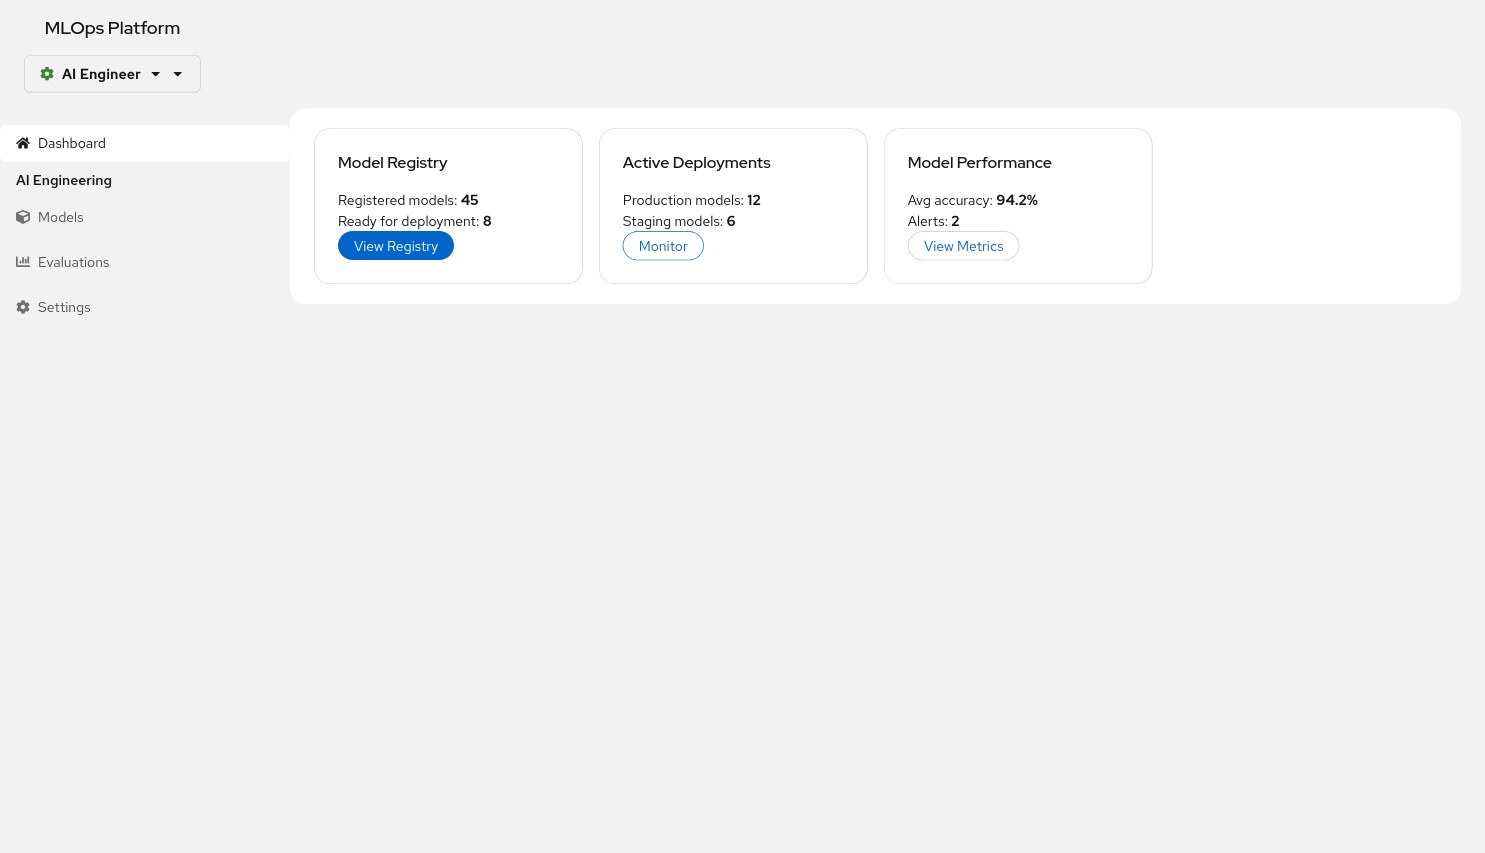 MLOps Platform
AI Engineer
Dashboard
AI Engineering
Models
Evaluations
Settings
Model Registry
Registered models: 45
Ready for deployment: 8
View Registry
Active Deployments
Production models: 12
Staging models: 6
Monitor
Model Performance
Avg accuracy: 94.2%
Alerts: 2
View Metrics